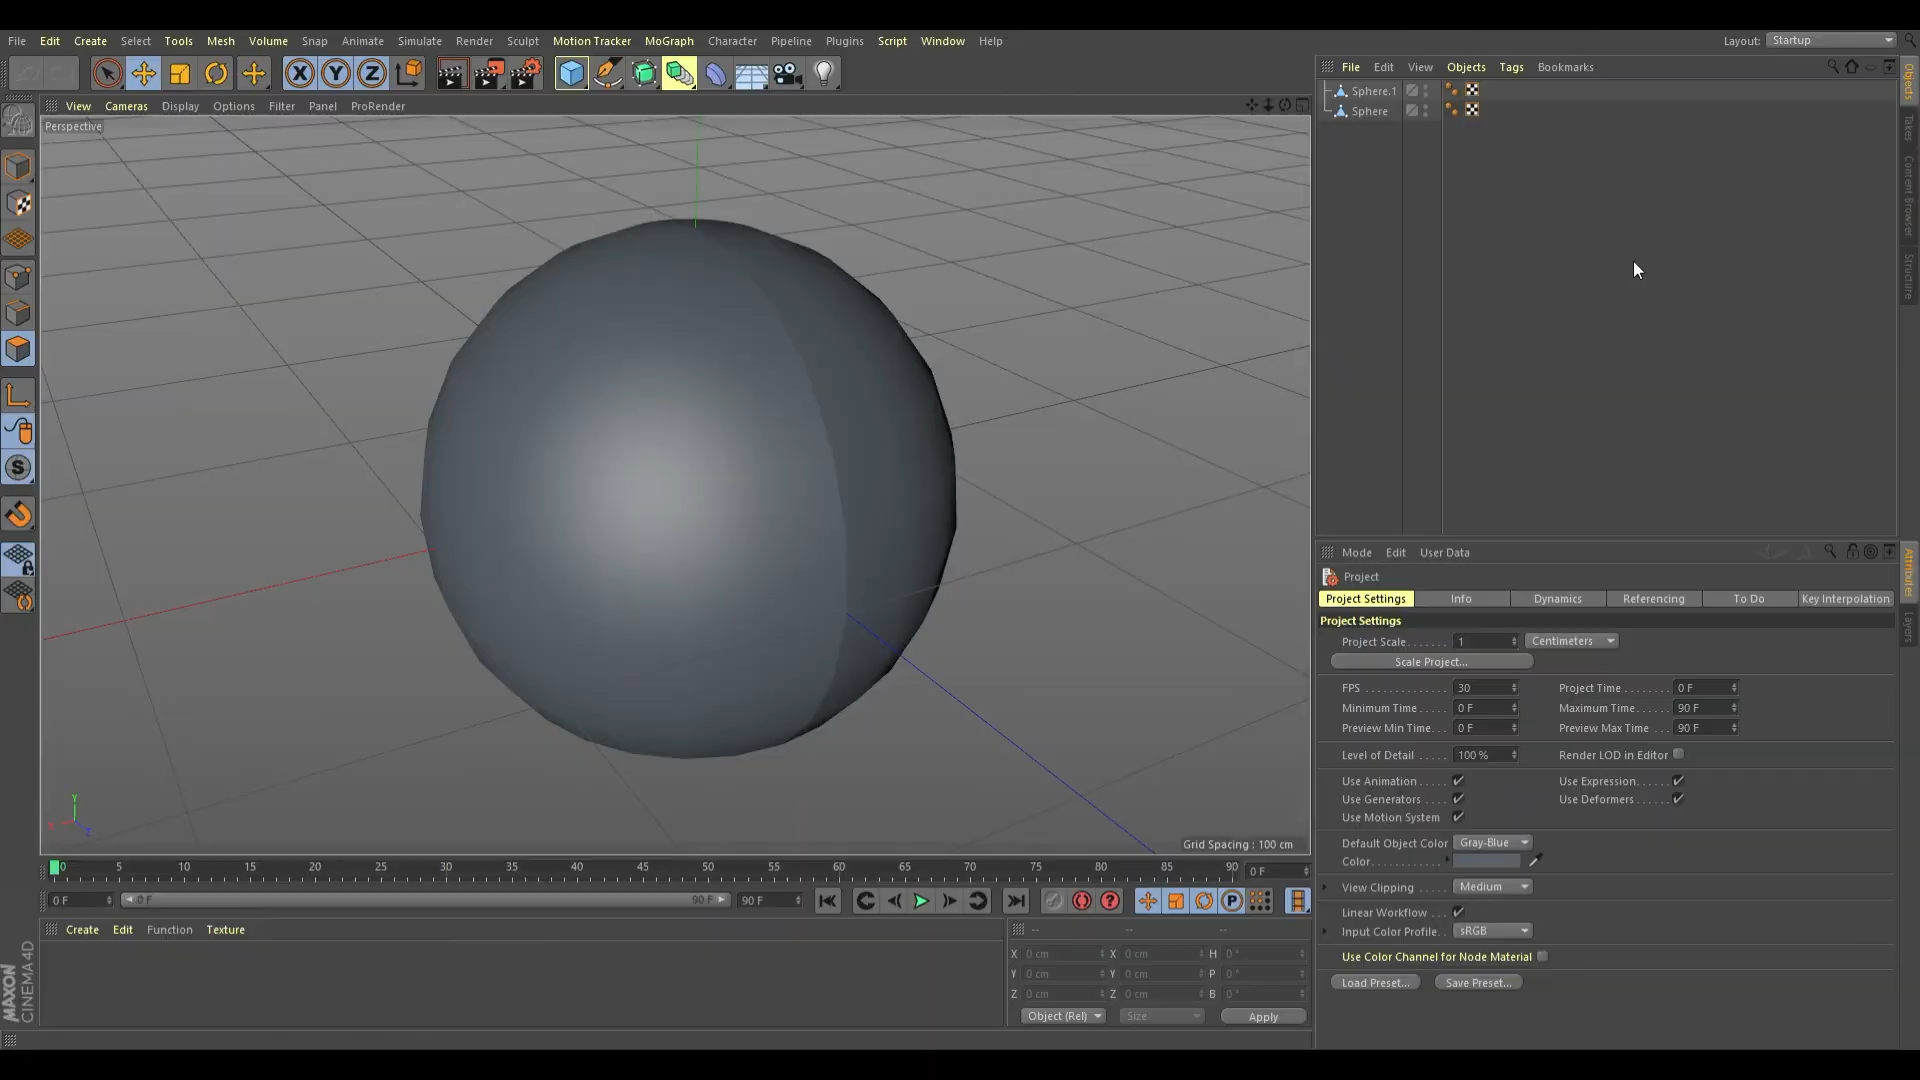 File Edit Create Select Tools Mesh Volume Snap Animate Simulate Render Sculpt Motion Tracker MoGraph Character Pipeline Plugins Script Window Help
Layout: Startup
X Y Z
File Edit View Objects Tags Bookmarks
View Cameras Display Options Filter Panel ProRender
Perspective
Sphere.1
Sphere
Objects
Takes
Content Browser
Structure
Mode Edit User Data
Project
Project Settings Info Dynamics Referencing To Do Key Interpolation
Project Settings
Project Scale....... 1 Centimeters
Scale Project...
FPS ............. 30 Project Time ........ 0 F
Minimum Time ..... 0 F Maximum Time...... 90 F
Preview Min Time... 0 F Preview Max Time ... 90 F
Level of Detail ..... 100 % Render LOD in Editor
Use Animation ..... Use Expression.......
Use Generators .... Use Deformers ......
Use Motion System
Default Object Color Gray-Blue
Color............
View Clipping ..... Medium
Linear Workflow ...
Input Color Profile. . sRGB
Use Color Channel for Node Material
Load Preset... Save Preset...
Attributes
Layers
S
Y
X
Z
Grid Spacing : 100 cm
0 5 10 15 20 25 30 35 40 45 50 55 60 65 70 75 80 85 90 0 F
0 F 0 F 90 F 90 F
P
Create Edit Function Texture
-- -- --
X 0 cm X 0 cm H 0 °
Y 0 cm Y 0 cm P 0 °
Z 0 cm Z 0 cm B 0 °
Object (Rel) Size Apply
MAXON
CINEMA 4D